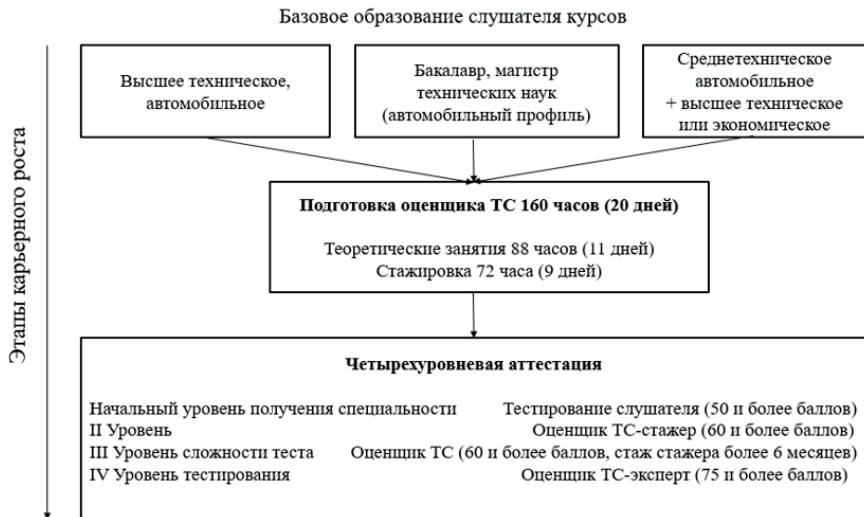 Базовое образование слушателя курсов
Этапы карьерного роста
Высшее техническое,
автомобильное
Бакалавр, магистр
технических наук
(автомобильный профиль)
Среднетехническое
автомобильное
+ высшее техническое
или экономическое
Подготовка оценщика ТС 160 часов (20 дней)
Теоретические занятия 88 часов (11 дней)
Стажировка 72 часа (9 дней)
Четырехуровневая аттестация
Начальный уровень получения специальности Тестирование слушателя (50 и более баллов)
II Уровень Оценщик ТС-стажер (60 и более баллов)
III Уровень сложности теста Оценщик ТС (60 и более баллов, стаж стажера более 6 месяцев)
IV Уровень тестирования Оценщик ТС-эксперт (75 и более баллов)